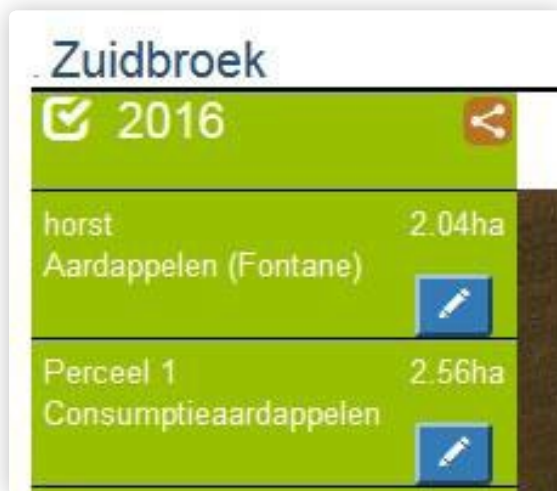 Zuidbroek
2016
horst 2.04ha
Aardappelen (Fontane)
Perceel 1 2.56ha
Consumptieaardappelen